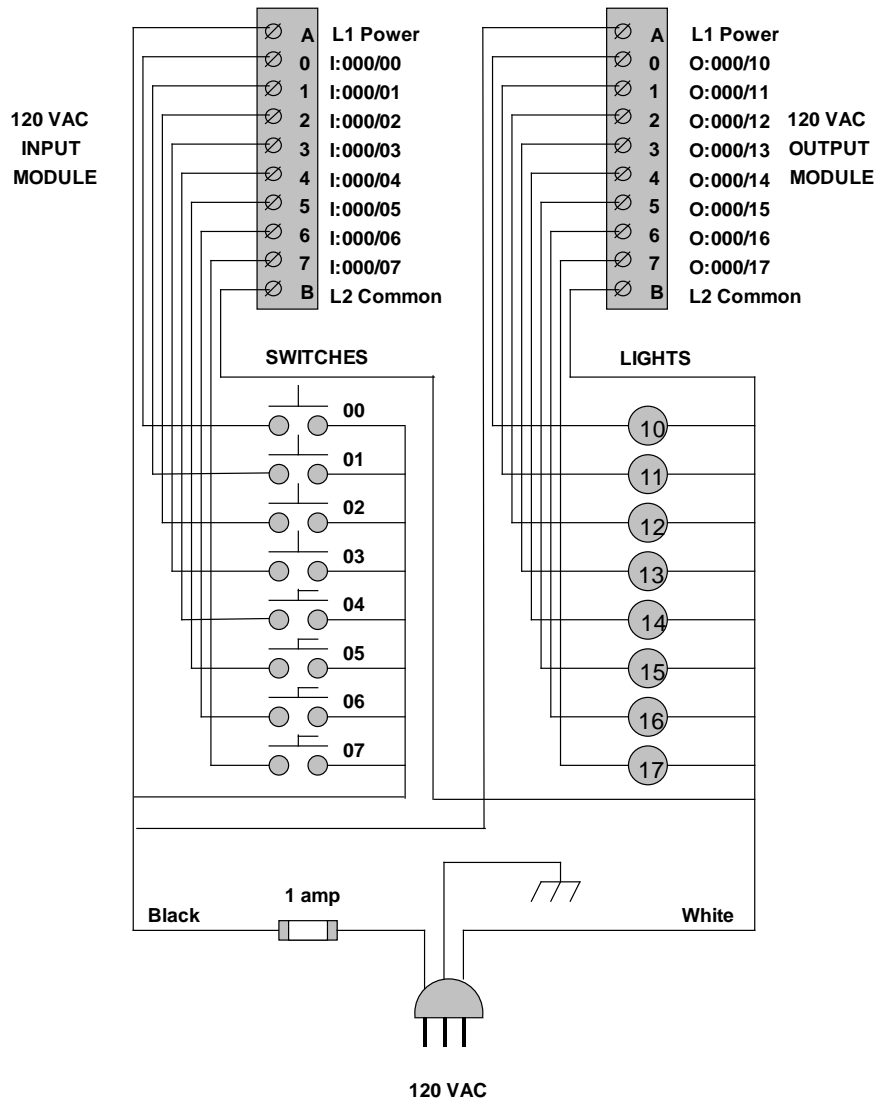 A L1 Power
0 I:000/00
1 I:000/01
2 I:000/02
3 I:000/03
4 I:000/04
5 I:000/05
6 I:000/06
7 I:000/07
B L2 Common
120 VAC
INPUT
MODULE
A L1 Power
0 O:000/10
1 O:000/11
2 O:000/12
3 O:000/13
4 O:000/14
5 O:000/15
6 O:000/16
7 O:000/17
B L2 Common
120 VAC
OUTPUT
MODULE
SWITCHES
00
01
02
03
04
05
06
07
LIGHTS
10
11
12
13
14
15
16
17
Black
1 amp
White
120 VAC